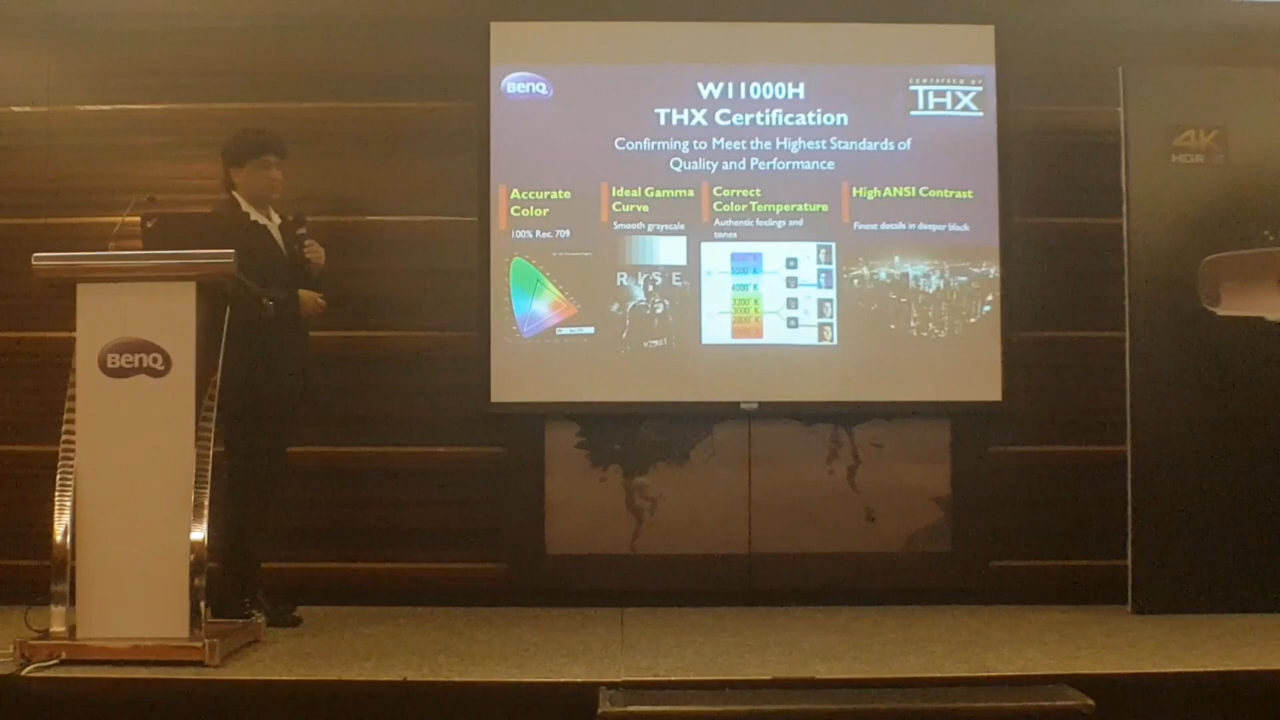 BenQ
W11000H
THX Certification
CERTIFIED BY
THX
Confirming to Meet the Highest Standards of
Quality and Performance
Accurate
Color
100% Rec. 709
Ideal Gamma
Curve
Smooth grayscale
RISE
Correct
Color Temperature
Authentic feelings and
tones
5500° K
4000° K
3200° K
3000° K
2800° K
High ANSI Contrast
Finest details in deeper black
4K
HDR
BenQ